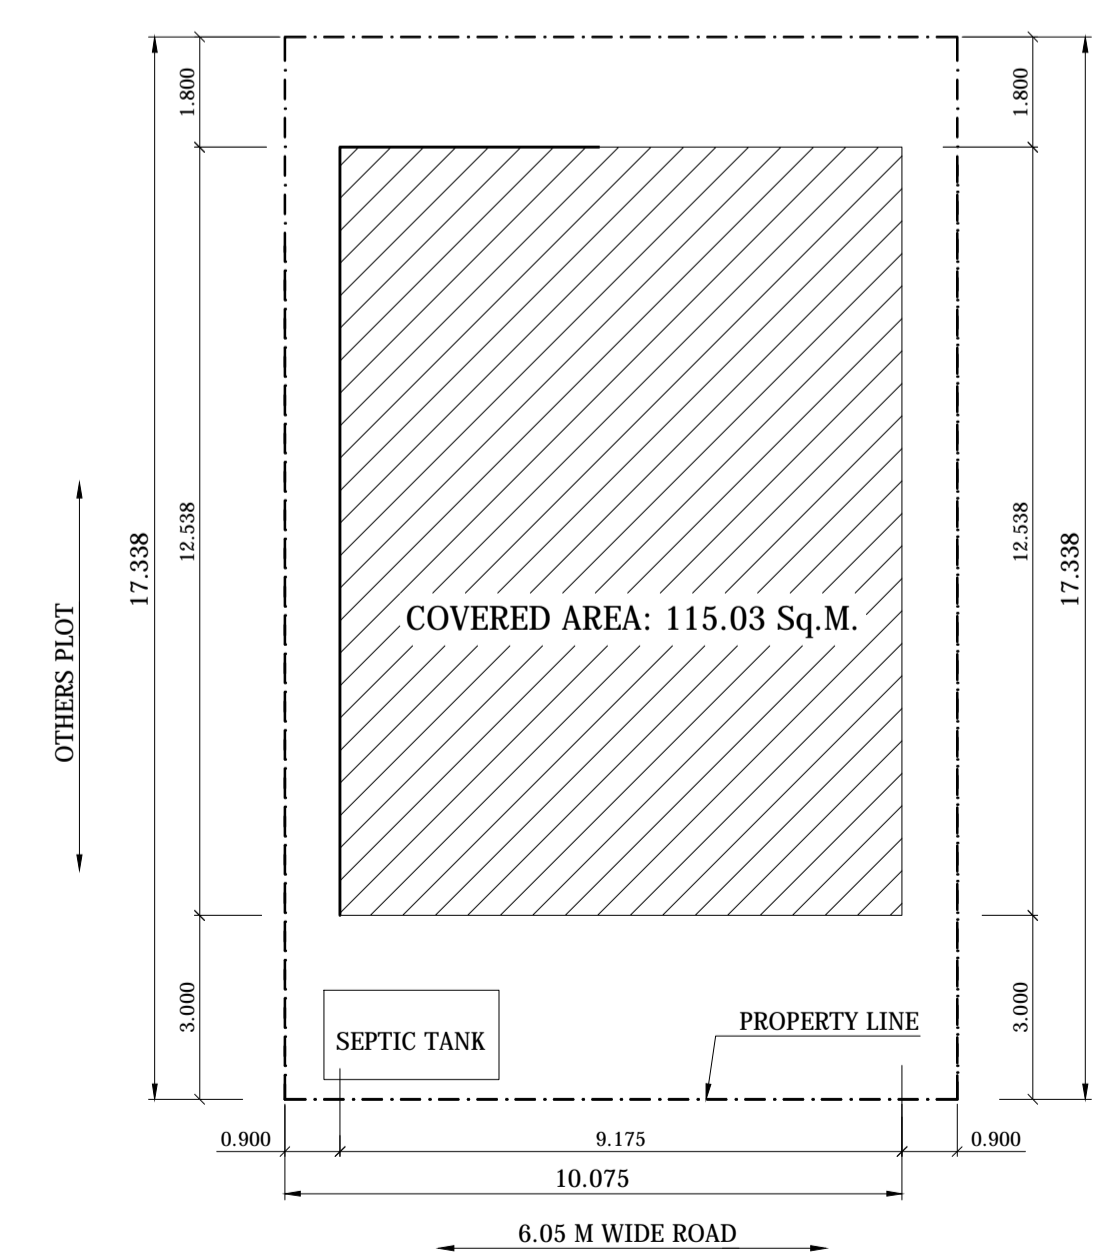 1.800
1.800
12.538
12.538
17.338
17.338
COVERED AREA: 115.03 Sq.M.
OTHERS PLOT
3.000
3.000
PROPERTY LINE
SEPTIC TANK
0.900
9.175
0.900
10.075
6.05 M WIDE ROAD